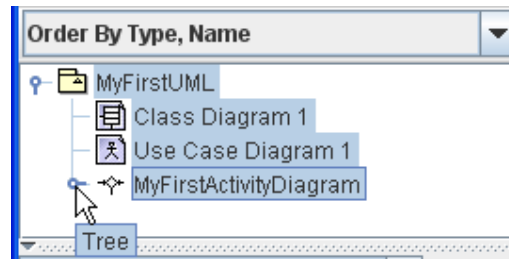 Order By Type, Name
MyFirstUML
Class Diagram 1
Use Case Diagram 1
MyFirstActivityDiagram
Tree